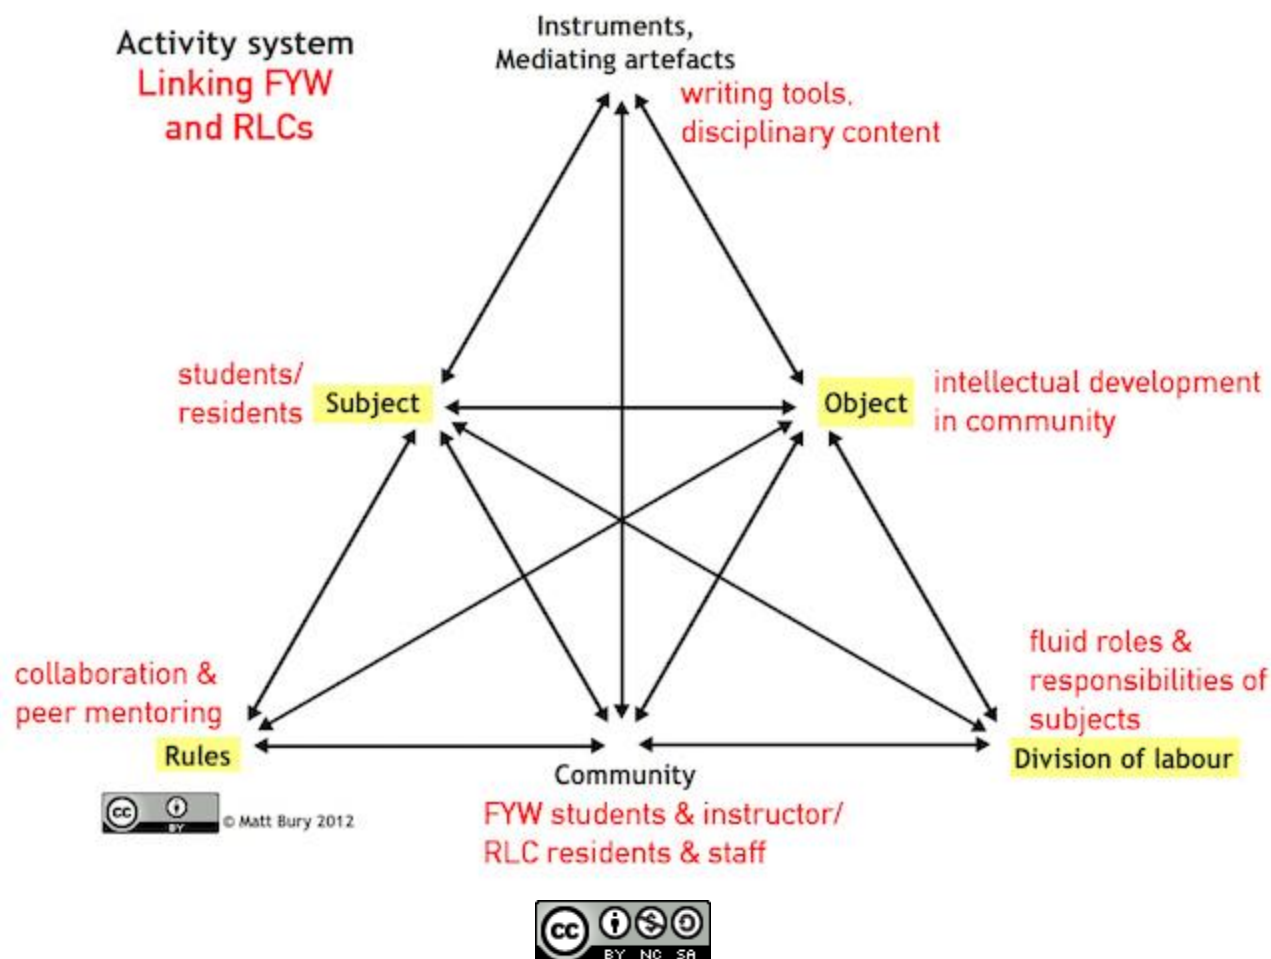 Activity system
Linking FYW
and RLCs
Instruments,
Mediating artefacts
writing tools,
disciplinary content
students/
residents
Subject
Object
intellectual development
in community
collaboration &
peer mentoring
Rules
fluid roles &
responsibilities of
subjects
Division of labour
Community
FYW students & instructor/
RLC residents & staff
cc
BY
© Matt Bury 2012
cc
BY NC SA